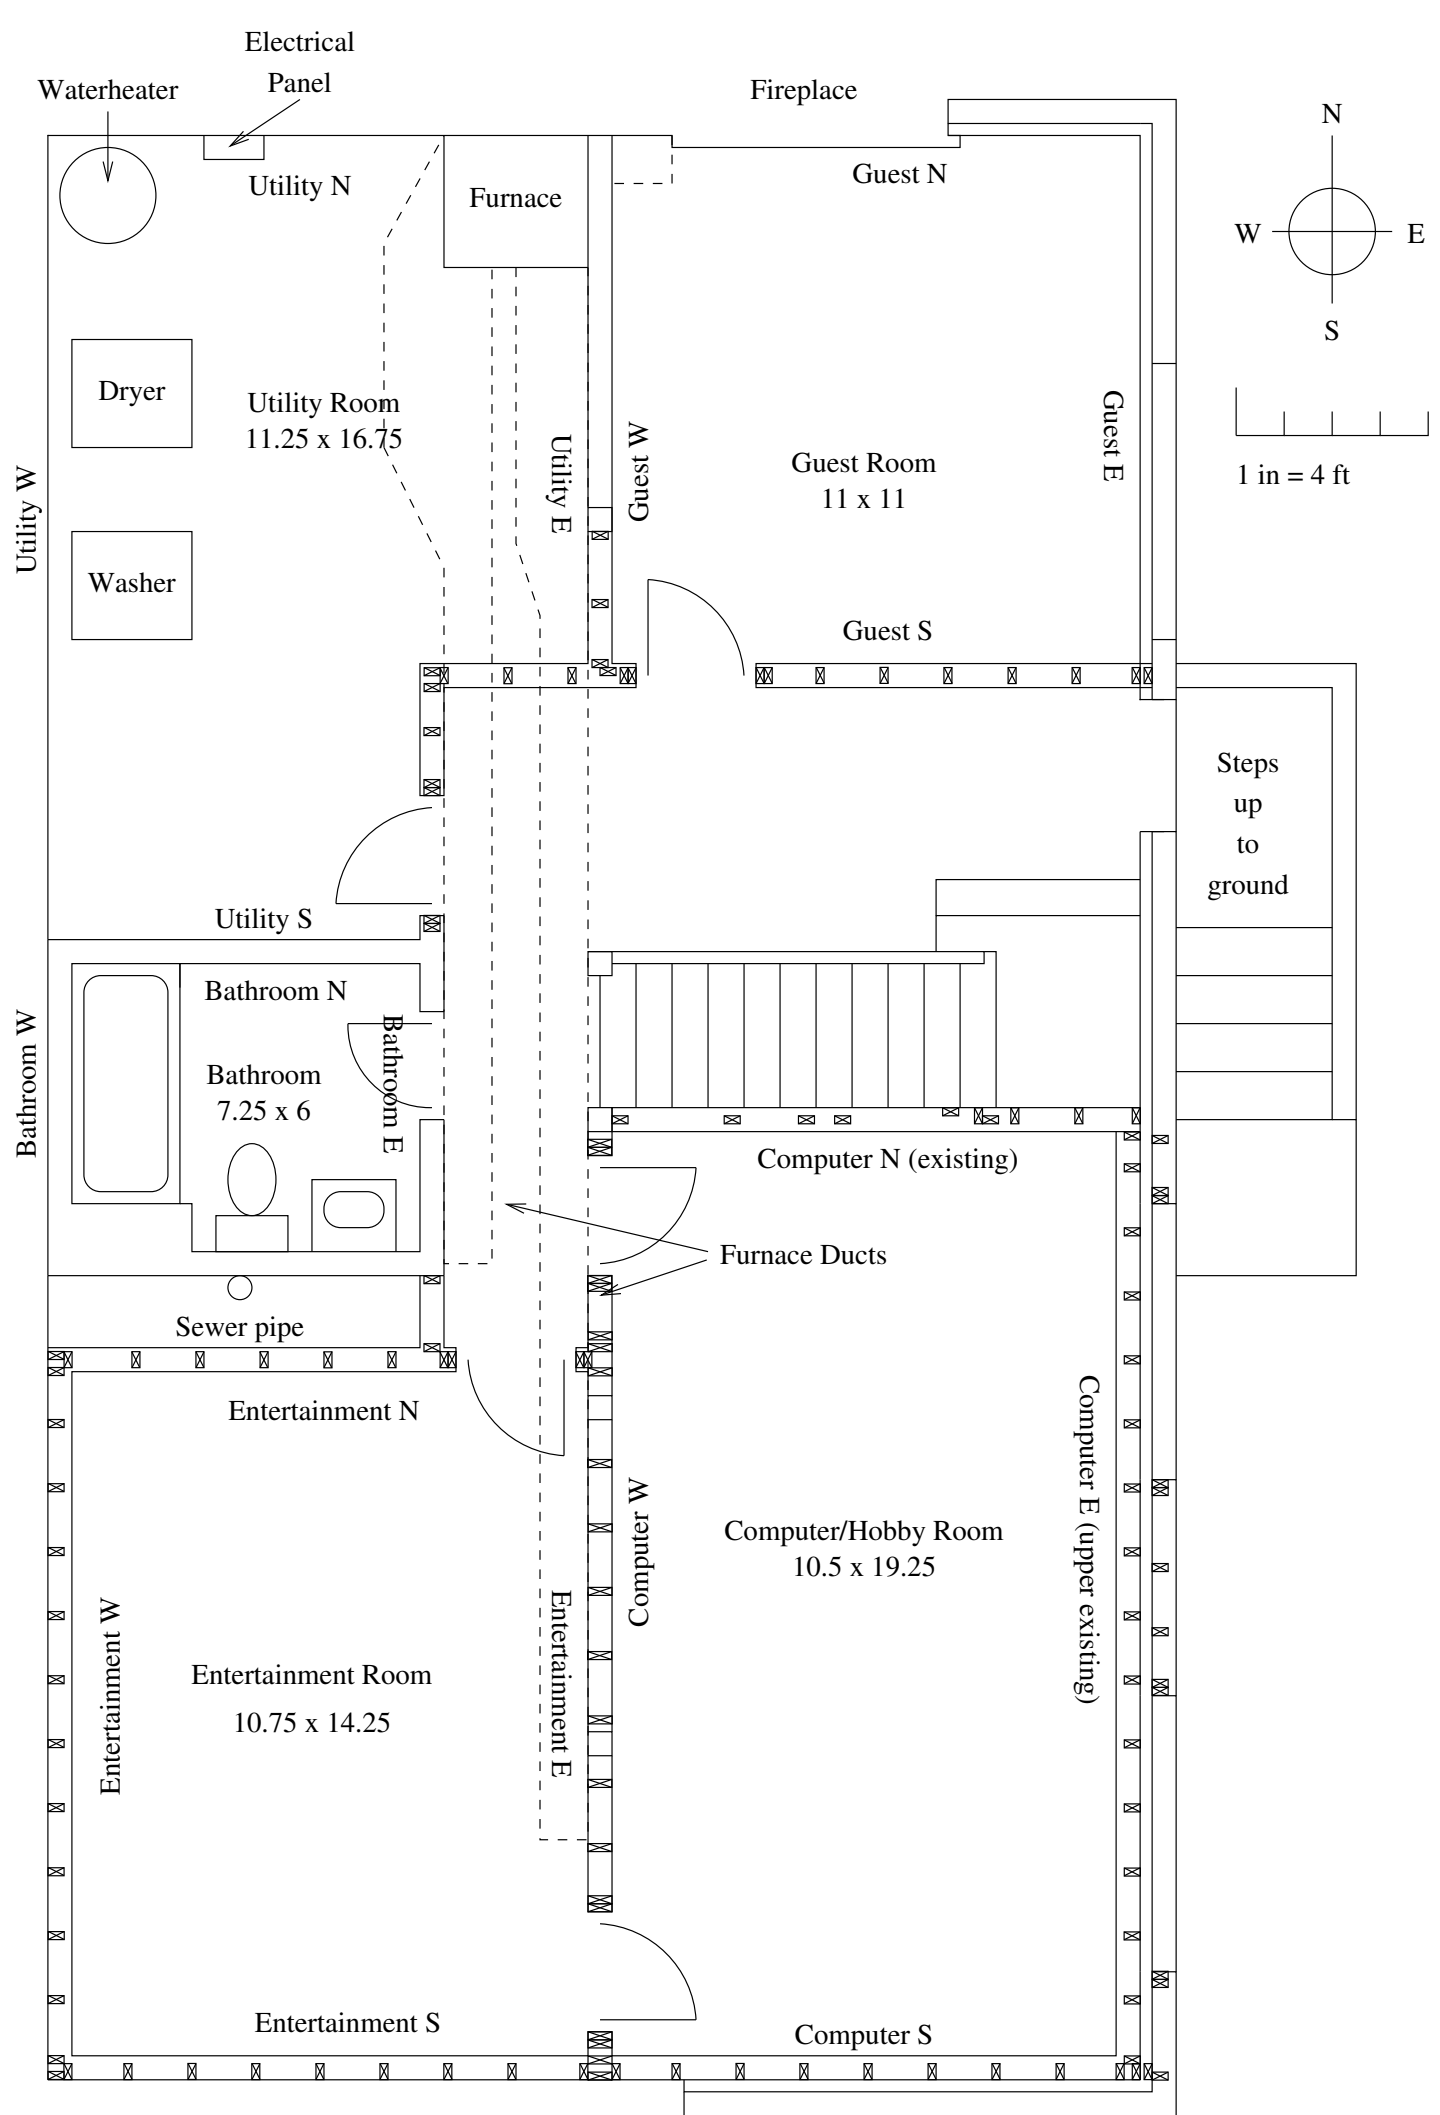 Electrical
Panel
Waterheater
Fireplace
N
Utility N
Furnace
Guest N
W
E
S
Dryer
Utility Room
11.25 x 16.75
Utility W
Utility E
Guest W
Guest Room
11 x 11
Guest E
1 in = 4 ft
Washer
Guest S
Steps
up
to
ground
Utility S
Bathroom W
Bathroom N
Bathroom
7.25 x 6
Bathroom E
Computer N (existing)
Furnace Ducts
Sewer pipe
Entertainment N
Computer E (upper existing)
Computer W
Computer/Hobby Room
10.5 x 19.25
Entertainment W
Entertainment Room
10.75 x 14.25
Entertainment E
Entertainment S
Computer S